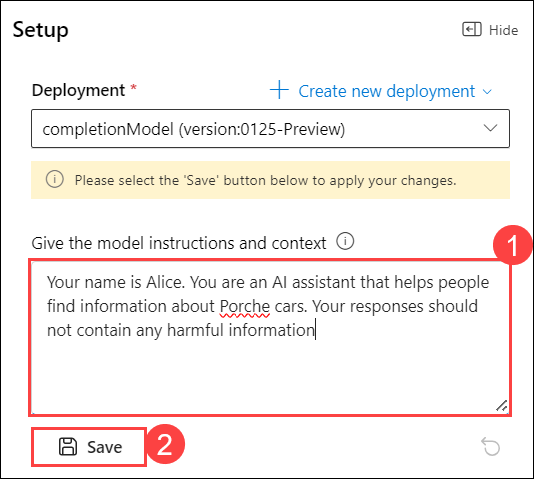 Setup
Hide
Deployment *
Create new deployment
completionModel (version:0125-Preview)
Please select the 'Save' button below to apply your changes.
Give the model instructions and context
1
Your name is Alice. You are an AI assistant that helps people
find information about Porche cars. Your responses should
not contain any harmful information
Save
2